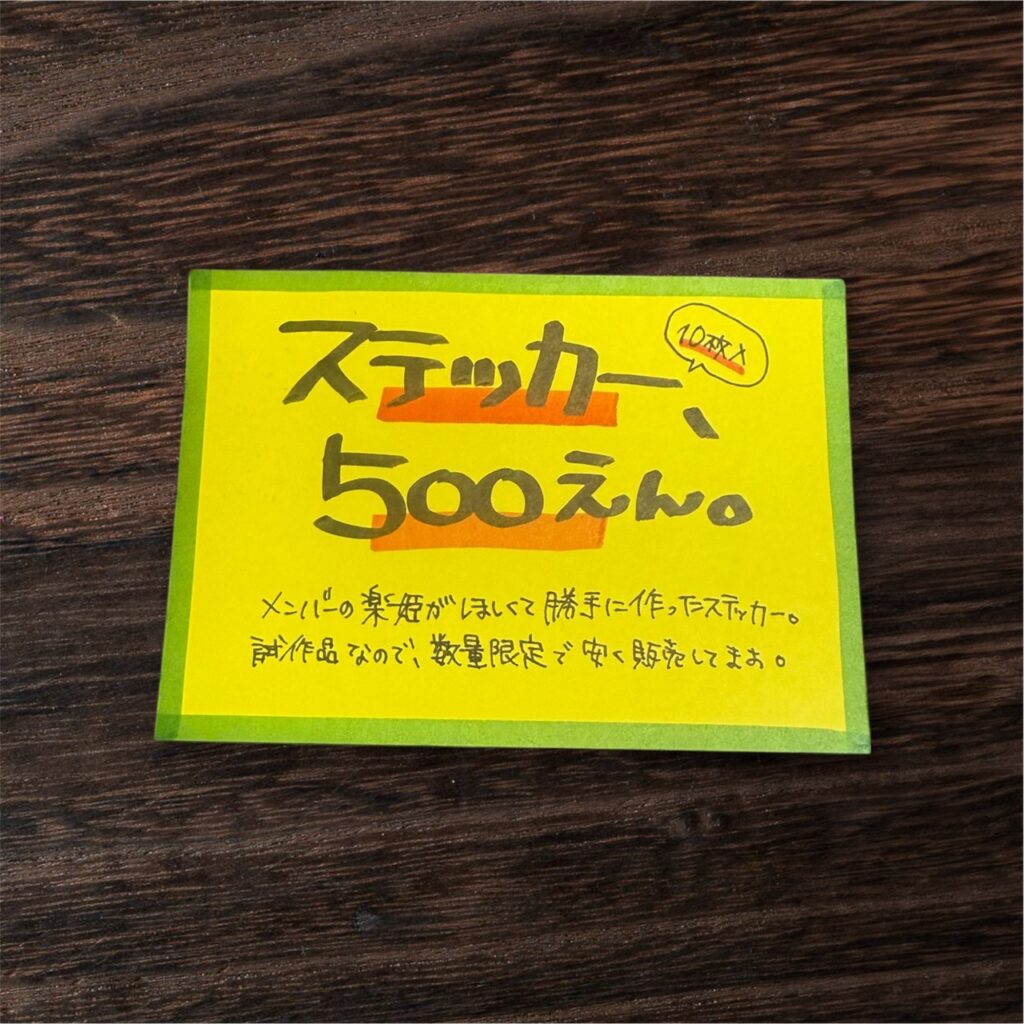 ステッカー、
10枚入
500えん。
メンバーの楽姫がほしくて勝手に作ったステッカー。
試作品なので、数量限定で安く販売してます。